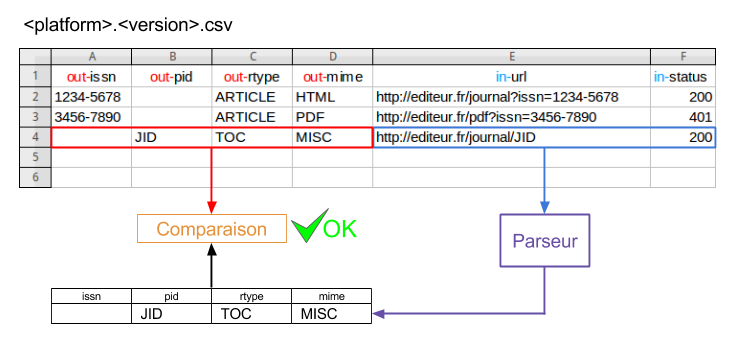 <platform>.<version>.csv
A B C D E F
1 out-issn out-pid out-rtype out-mime in-url in-status
2 1234-5678 ARTICLE HTML http://editeur.fr/journal?issn=1234-5678 200
3 3456-7890 ARTICLE PDF http://editeur.fr/pdf?issn=3456-7890 401
4 JID TOC MISC http://editeur.fr/journal/JID 200
5
6
Comparaison OK
Parseur
issn pid rtype mime
JID TOC MISC